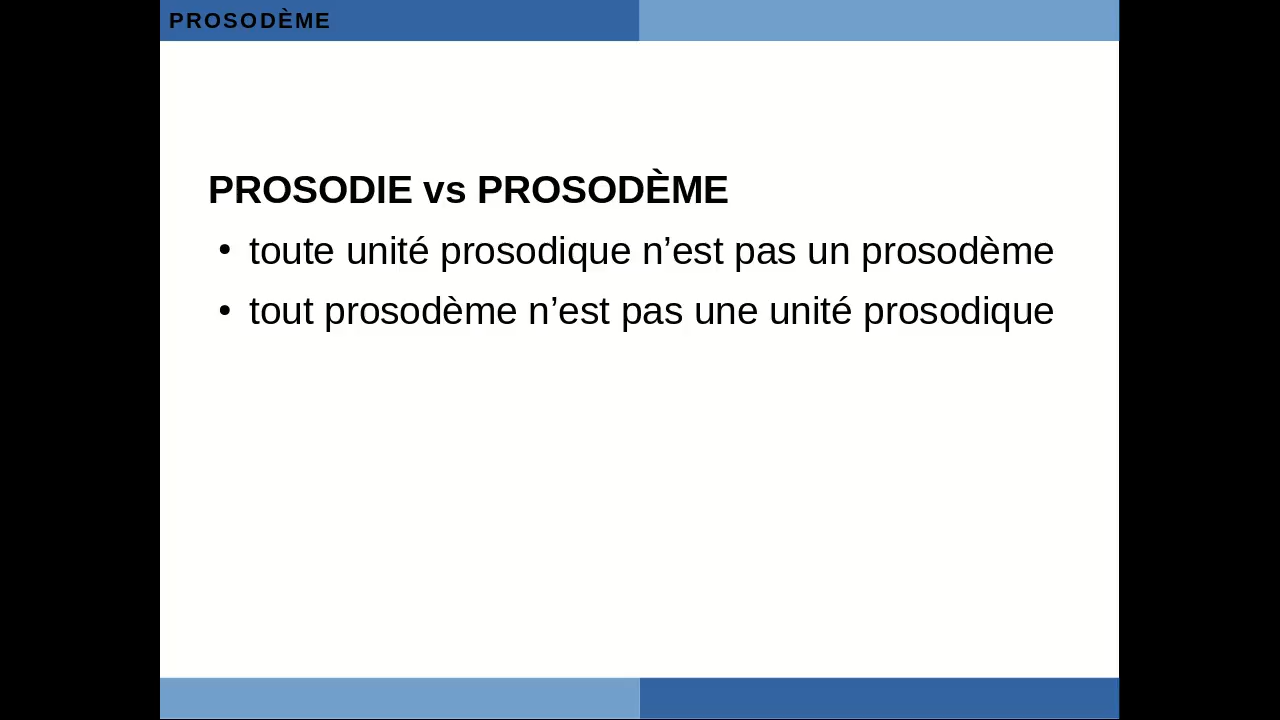 PROSODÈME
PROSODIE vs PROSODÈME
• toute unité prosodique n’est pas un prosodème
• tout prosodème n’est pas une unité prosodique